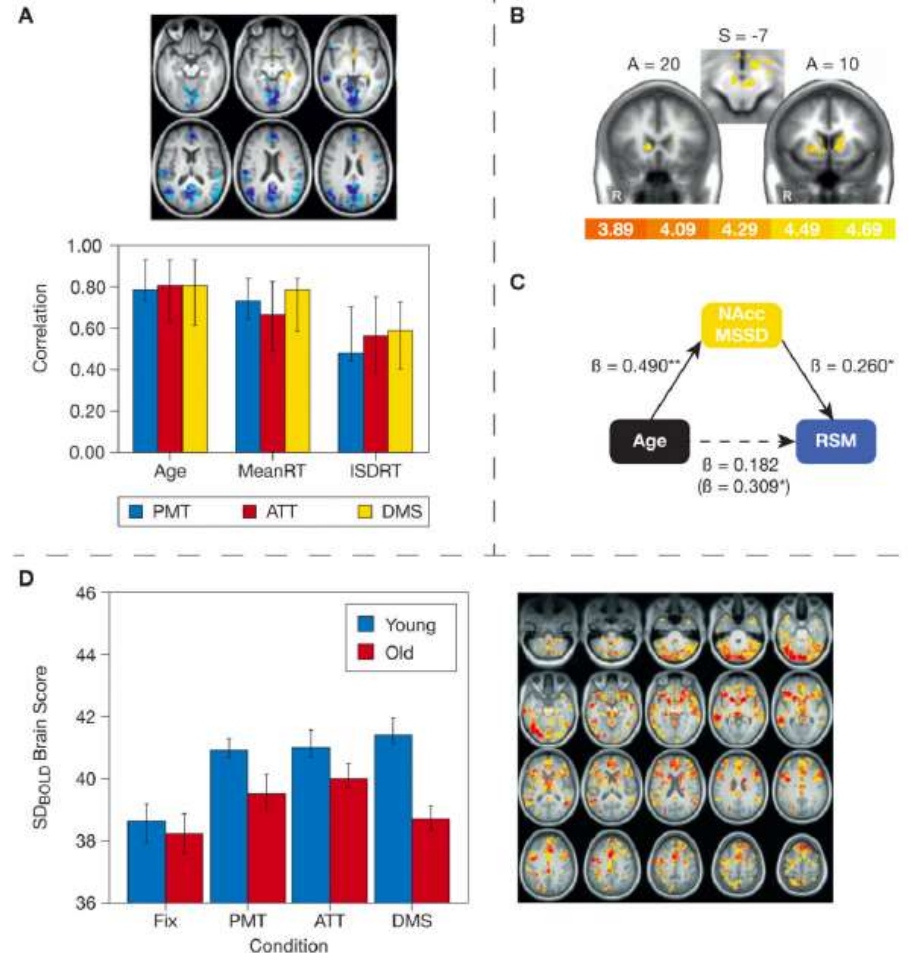 A
1.00
0.80
0.60
0.40
0.20
0.00
Correlation
Age MeanRT ISDRT
PMT ATT DMS
B
S = -7
A = 20 A = 10
R R
3.89 4.09 4.29 4.49 4.69
C
NAcc
MSSD
ß = 0.490** ß = 0.260*
Age RSM
ß = 0.182
(ß = 0.309*)
D
46
44
42
40
38
36
SDBOLD Brain Score
Young
Old
Fix PMT ATT DMS
Condition